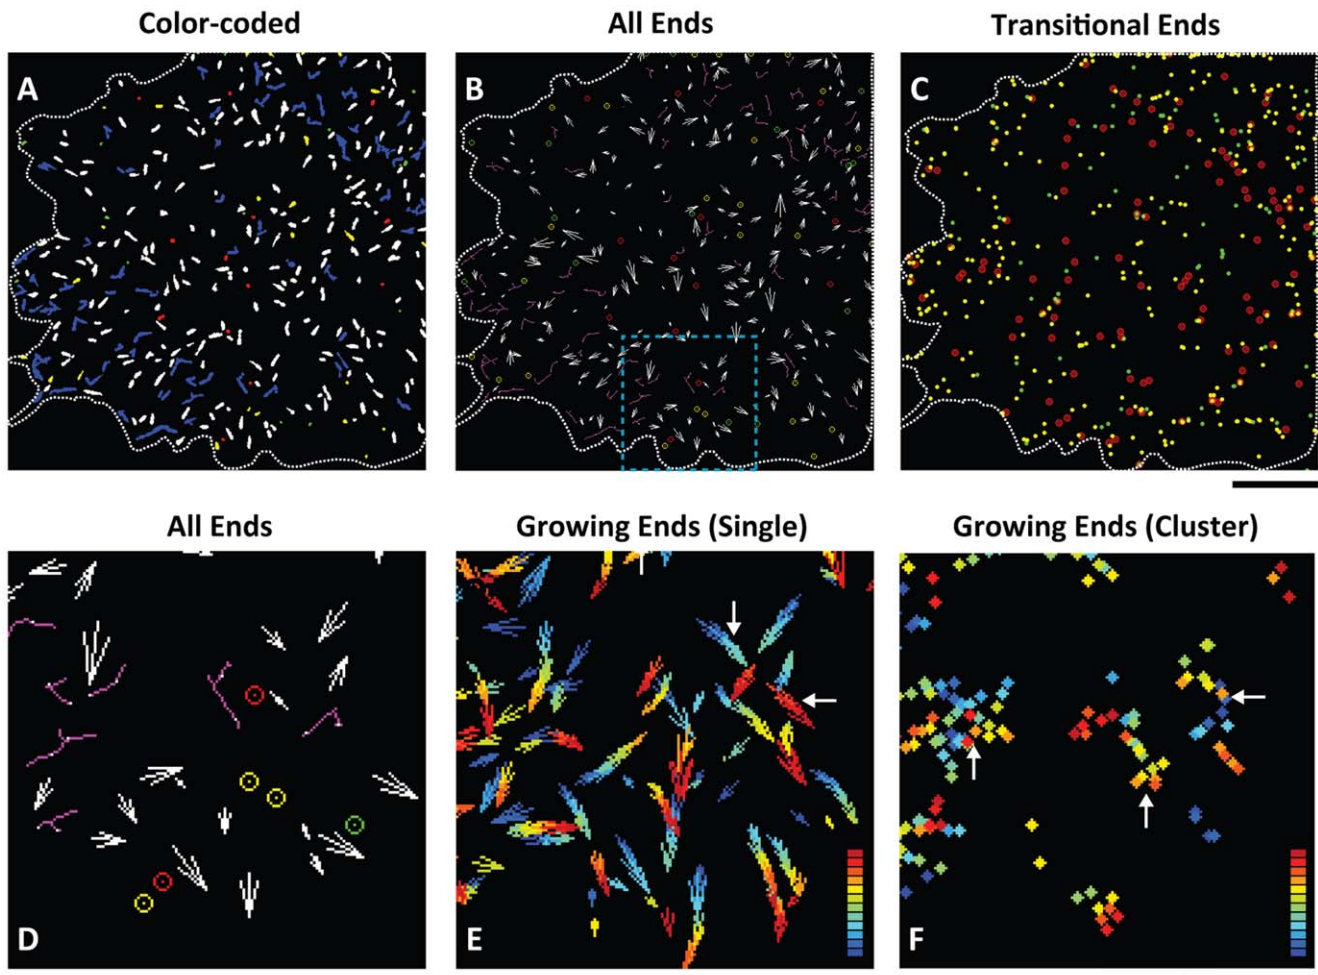 Color-coded
All Ends
Transitional Ends
A
B
C
All Ends
Growing Ends (Single)
Growing Ends (Cluster)
D
E
F